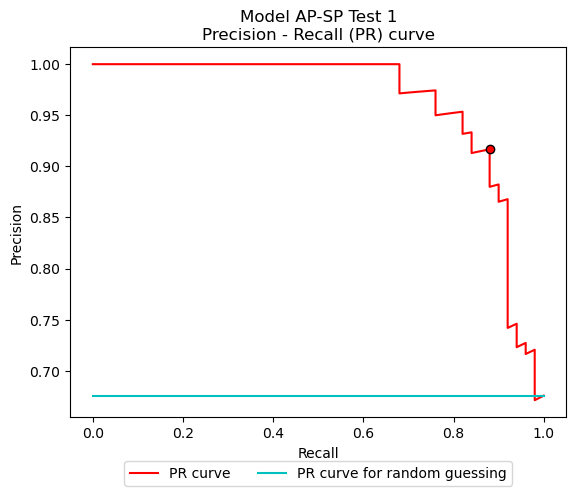 Model AP-SP Test 1
Precision - Recall (PR) curve
1.00
0.95
0.90
0.85
0.80
0.75
0.70
Precision
0.0 0.2 0.4 0.6 0.8 1.0
Recall
PR curve PR curve for random guessing